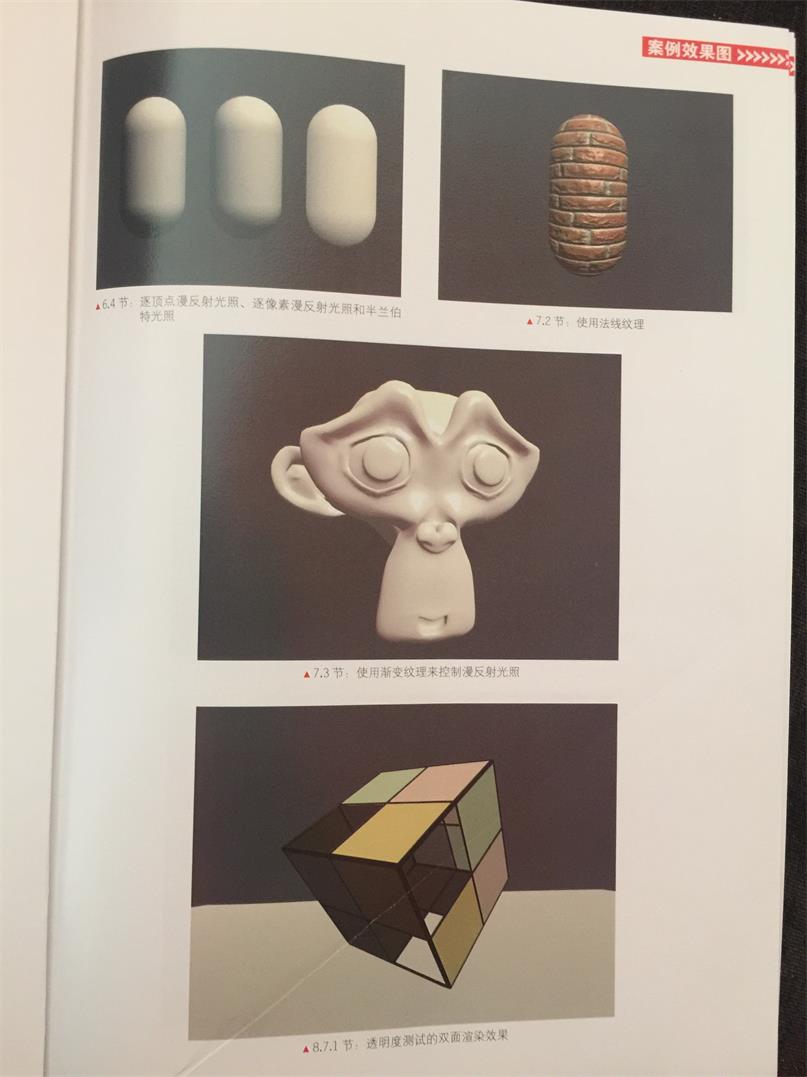 案例效果图
▲6.4 节：逐顶点漫反射光照、逐像素漫反射光照和半兰伯
特光照
▲7.2 节：使用法线纹理
▲7.3 节：使用渐变纹理来控制漫反射光照
▲8.7.1 节：透明度测试的双面渲染效果